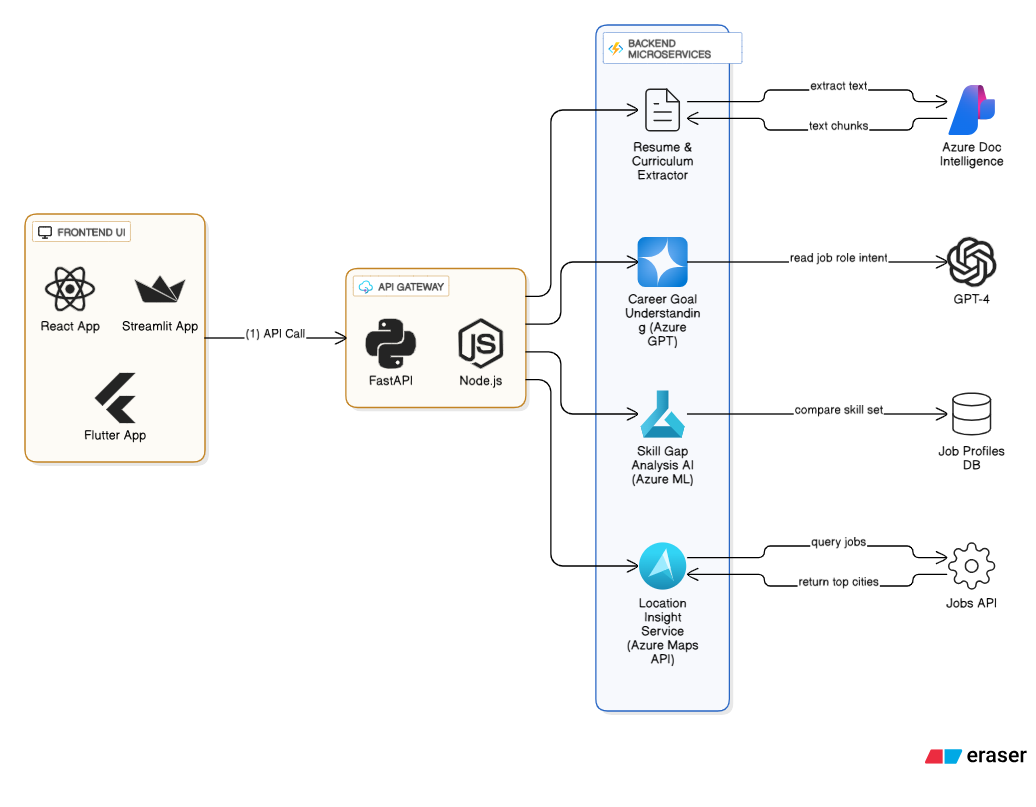 BACKEND
MICROSERVICES
extract text
text chunks
Resume &
Curriculum
Extractor
Azure Doc
Intelligence
FRONTEND UI
React App
Streamlit App
Flutter App
(1) API Call
API GATEWAY
FastAPI
Node.js
JS
read job role intent
Career Goal
Understandin
g (Azure
GPT)
GPT-4
compare skill set
Skill Gap
Analysis AI
(Azure ML)
Job Profiles
DB
query jobs
return top cities
Location
Insight
Service
(Azure Maps
API)
Jobs API
eraser